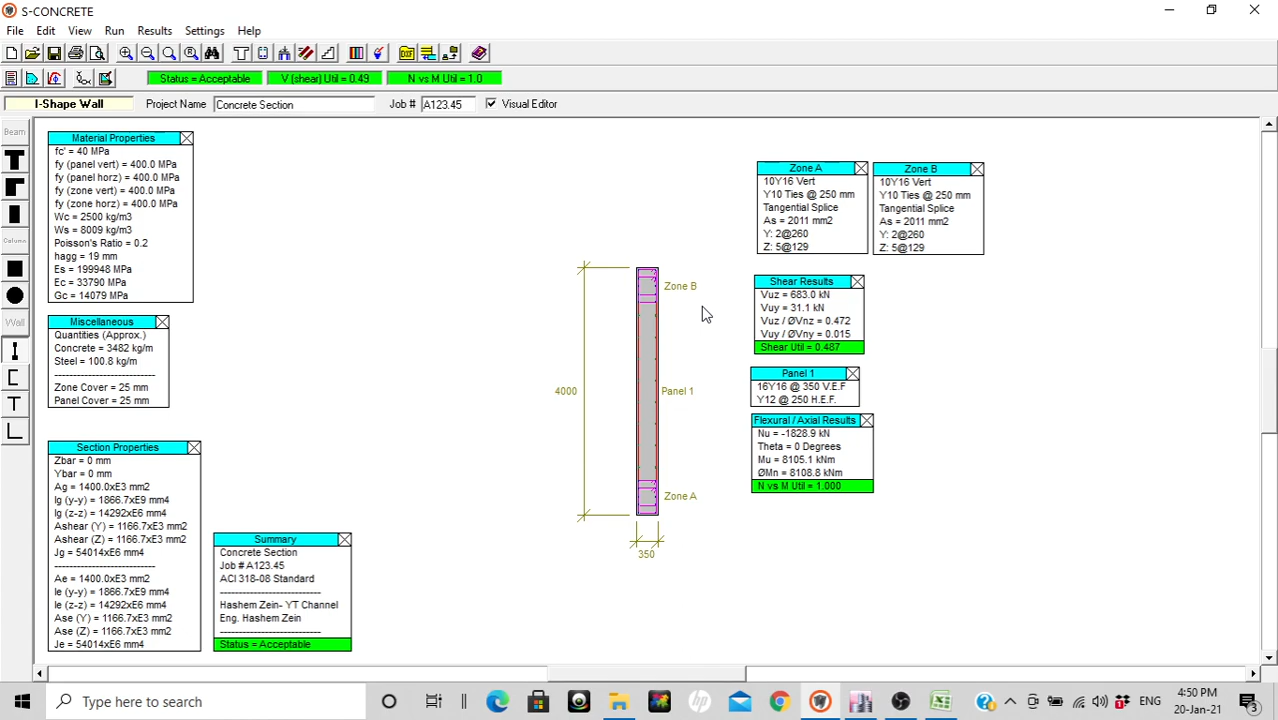 S-CONCRETE
File Edit View Run Results Settings Help
Status = Acceptable V (shear) Util = 0.49 N vs M Util = 1.0
I-Shape Wall Project Name Concrete Section Job # A123.45 Visual Editor
Beam
Column
Wall
Material Properties
fc' = 40 MPa
fy (panel vert) = 400.0 MPa
fy (panel horz) = 400.0 MPa
fy (zone vert) = 400.0 MPa
fy (zone horz) = 400.0 MPa
Wc = 2500 kg/m3
Ws = 8009 kg/m3
Poisson's Ratio = 0.2
hagg = 19 mm
Es = 199948 MPa
Ec = 33790 MPa
Gc = 14079 MPa
Miscellaneous
Quantities (Approx.)
Concrete = 3482 kg/m
Steel = 100.8 kg/m
--------------------------
Zone Cover = 25 mm
Panel Cover = 25 mm
Section Properties
Zbar = 0 mm
Ybar = 0 mm
Ag = 1400.0xE3 mm2
Ig (y-y) = 1866.7xE9 mm4
Ig (z-z) = 14292xE6 mm4
Ashear (Y) = 1166.7xE3 mm2
Ashear (Z) = 1166.7xE3 mm2
Jg = 54014xE6 mm4
--------------------------
Ae = 1400.0xE3 mm2
Ie (y-y) = 1866.7xE9 mm4
Ie (z-z) = 14292xE6 mm4
Ase (Y) = 1166.7xE3 mm2
Ase (Z) = 1166.7xE3 mm2
Je = 54014xE6 mm4
Summary
Concrete Section
Job # A123.45
ACI 318-08 Standard
--------------------------
Hashem Zein- YT Channel
Eng. Hashem Zein
--------------------------
Status = Acceptable
4000
350
Zone B
Panel 1
Zone A
Zone A
10Y16 Vert
Y10 Ties @ 250 mm
Tangential Splice
As = 2011 mm2
Y: 2@260
Z: 5@129
Zone B
10Y16 Vert
Y10 Ties @ 250 mm
Tangential Splice
As = 2011 mm2
Y: 2@260
Z: 5@129
Shear Results
Vuz = 683.0 kN
Vuy = 31.1 kN
Vuz / ØVnz = 0.472
Vuy / ØVny = 0.015
Shear Util = 0.487
Panel 1
16Y16 @ 350 V.E.F
Y12 @ 250 H.E.F.
Flexural / Axial Results
Nu = -1828.9 kN
Theta = 0 Degrees
Mu = 8105.1 kNm
ØMn = 8108.8 kNm
N vs M Util = 1.000
Type here to search
ENG
4:50 PM
20-Jan-21
3